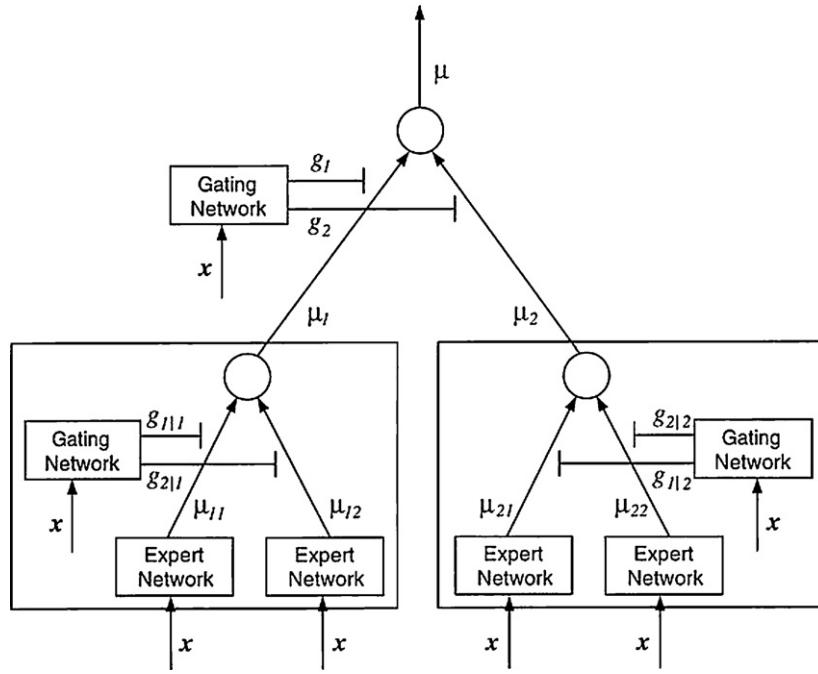 μ
g1
Gating
Network
g2
x
μ1
μ2
g1|1
Gating
Network
g2|1
x
μ11
μ12
Expert
Network
Expert
Network
x
x
g2|2
Gating
Network
g1|2
x
μ21
μ22
Expert
Network
Expert
Network
x
x